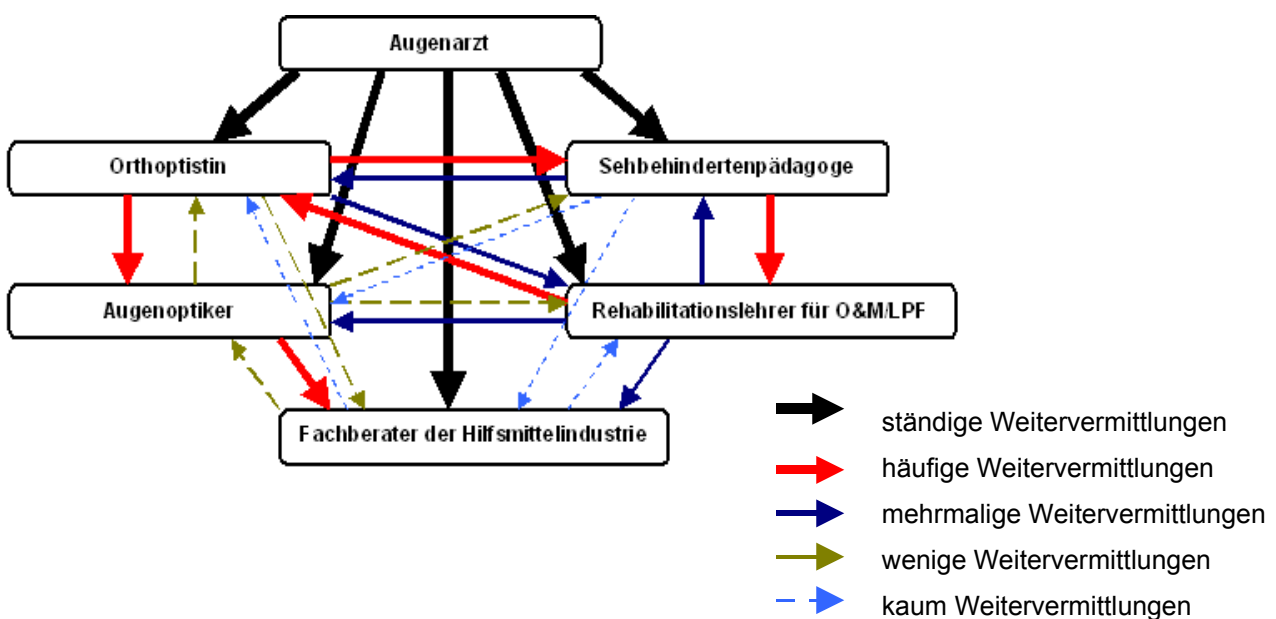 Augenarzt
Orthoptistin
Sehbehindertenpädagoge
Augenoptiker
Rehabilitationslehrer für O&M/LPF
Fachberater der Hilfsmittelindustrie
ständige Weitervermittlungen
häufige Weitervermittlungen
mehrmalige Weitervermittlungen
wenige Weitervermittlungen
kaum Weitervermittlungen